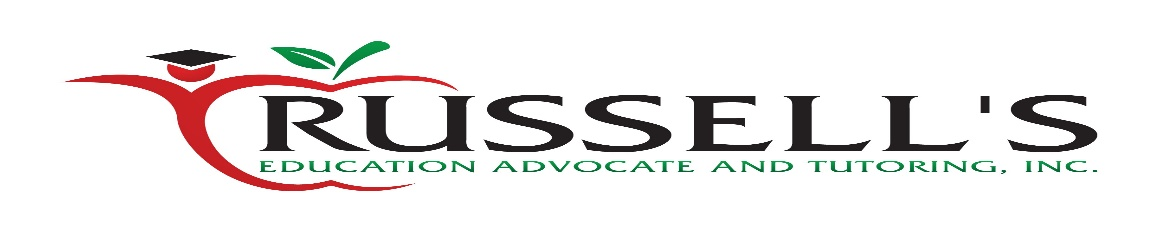 RUSSELL'S
EDUCATION ADVOCATE AND TUTORING, INC.